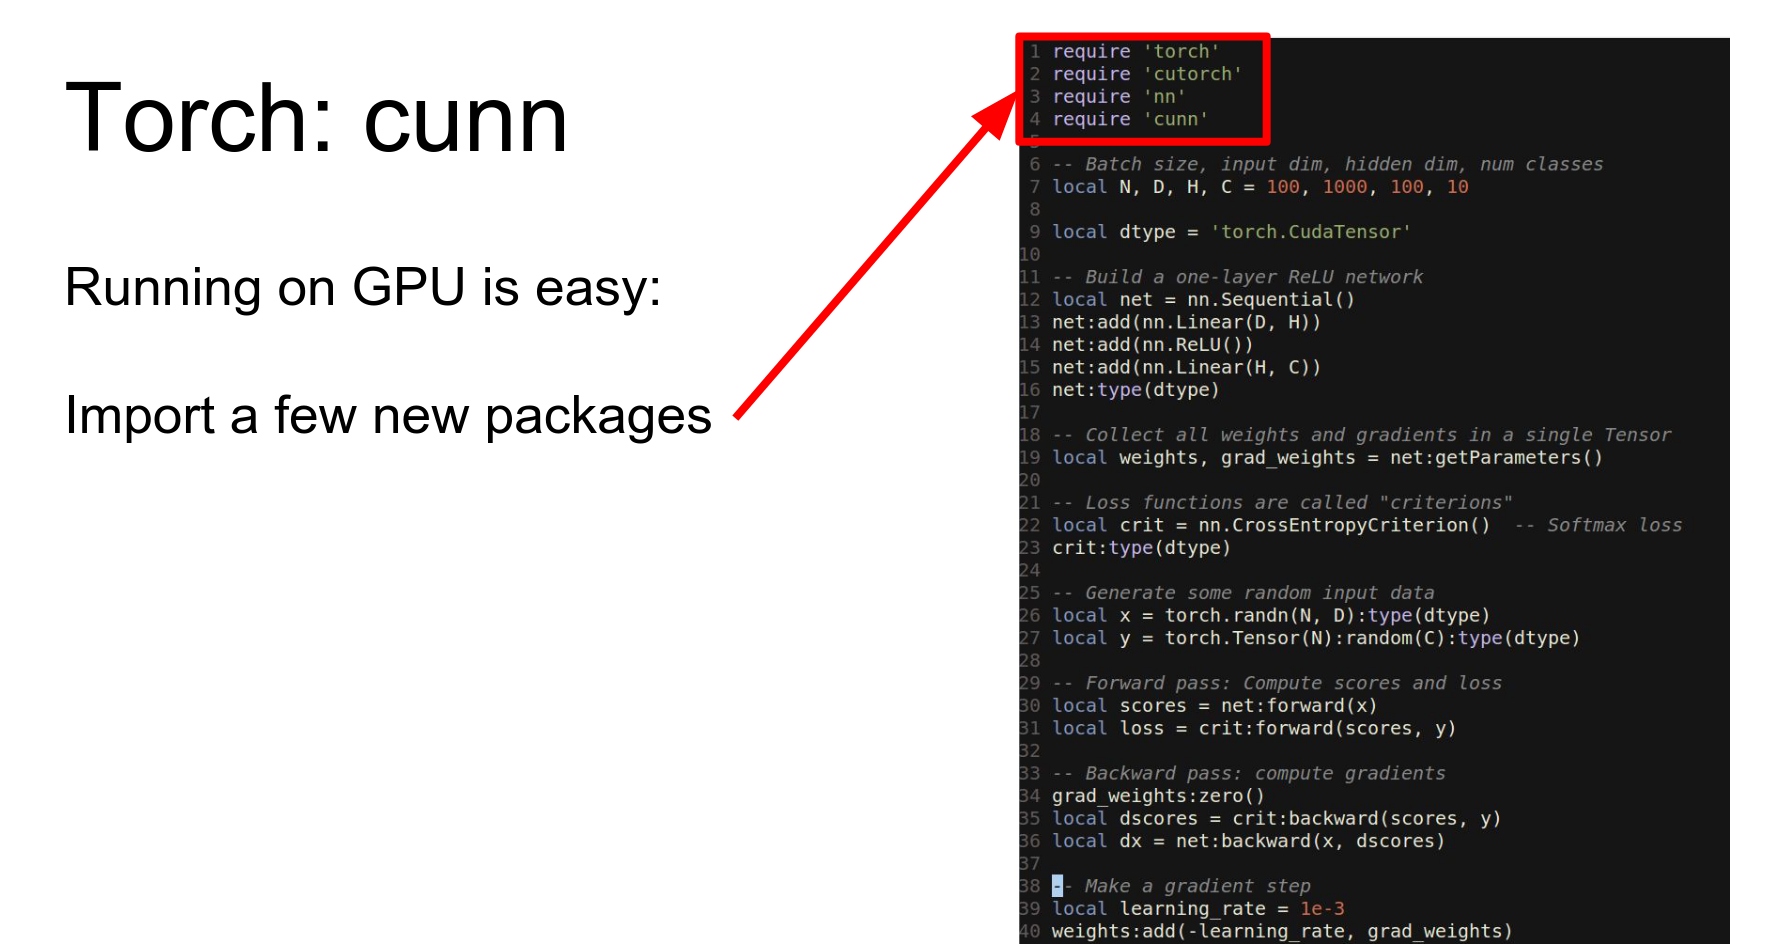 Torch: cunn
Running on GPU is easy:
Import a few new packages
1 require 'torch'
2 require 'cutorch'
3 require 'nn'
4 require 'cunn'
5
6 -- Batch size, input dim, hidden dim, num classes
7 local N, D, H, C = 100, 1000, 100, 10
8
9 local dtype = 'torch.CudaTensor'
10
11 -- Build a one-layer ReLU network
12 local net = nn.Sequential()
13 net:add(nn.Linear(D, H))
14 net:add(nn.ReLU())
15 net:add(nn.Linear(H, C))
16 net:type(dtype)
17
18 -- Collect all weights and gradients in a single Tensor
19 local weights, grad_weights = net:getParameters()
20
21 -- Loss functions are called "criterions"
22 local crit = nn.CrossEntropyCriterion()  -- Softmax loss
23 crit:type(dtype)
24
25 -- Generate some random input data
26 local x = torch.randn(N, D):type(dtype)
27 local y = torch.Tensor(N):random(C):type(dtype)
28
29 -- Forward pass: Compute scores and loss
30 local scores = net:forward(x)
31 local loss = crit:forward(scores, y)
32
33 -- Backward pass: compute gradients
34 grad_weights:zero()
35 local dscores = crit:backward(scores, y)
36 local dx = net:backward(x, dscores)
37
38 -- Make a gradient step
39 local learning_rate = 1e-3
40 weights:add(-learning_rate, grad_weights)